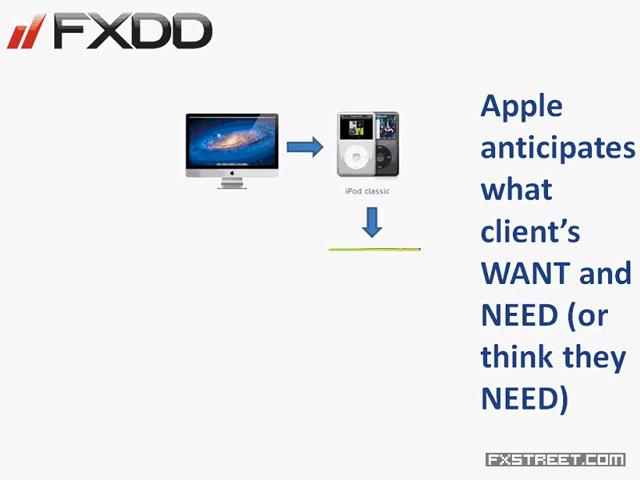 FXDD
Apple
anticipates
what
client’s
WANT and
NEED (or
think they
NEED)
iPod classic
FXSTREET.COM